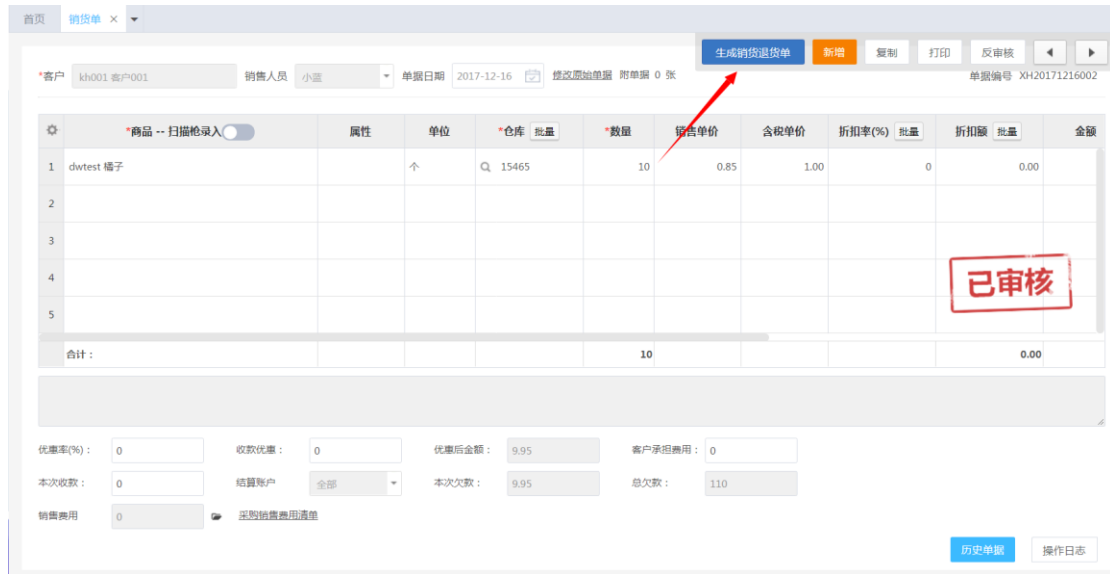 首页 销货单
生成销货退货单 新增 复制 打印 反审核
*客户 kh001 客户001 销售人员 小蓝 单据日期 2017-12-16 修改原始单据 附单据 0 张 单据编号 XH20171216002
*商品 -- 扫描枪录入 属性 单位 *仓库 批量 *数量 销售单价 含税单价 折扣率(%) 批量 折扣额 批量 金额
1 dwtest 橘子 个 15465 10 0.85 1.00 0 0.00
2
3
4
已审核
5
合计： 10 0.00
优惠率(%)： 0 收款优惠： 0 优惠后金额： 9.95 客户承担费用： 0
本次收款： 0 结算账户 全部 本次欠款： 9.95 总欠款： 110
销售费用 0 采购销售费用清单
历史单据 操作日志